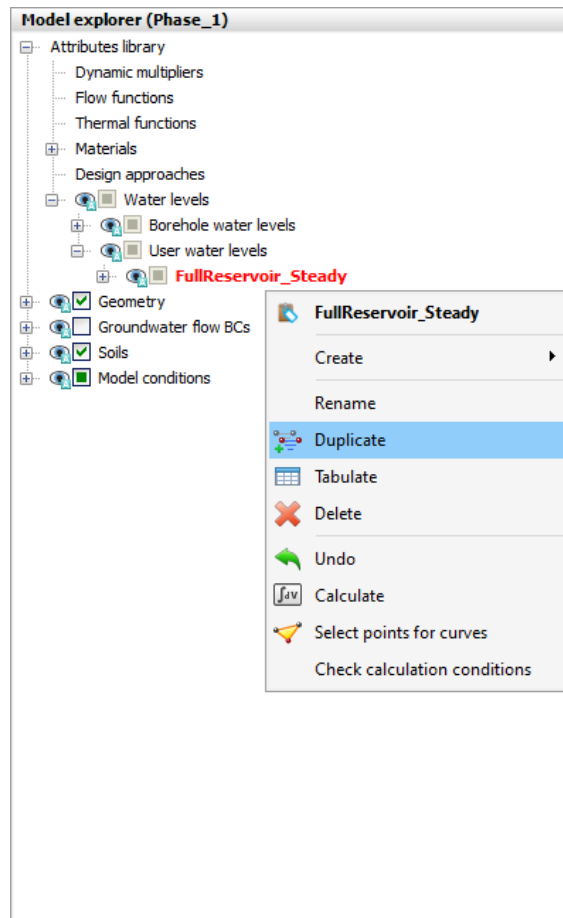 Model explorer (Phase_1)
Attributes library
Dynamic multipliers
Flow functions
Thermal functions
Materials
Design approaches
Water levels
Borehole water levels
User water levels
FullReservoir_Steady
Geometry
Groundwater flow BCs
Soils
Model conditions
FullReservoir_Steady
Create
Rename
Duplicate
Tabulate
Delete
Undo
∫dV Calculate
Select points for curves
Check calculation conditions